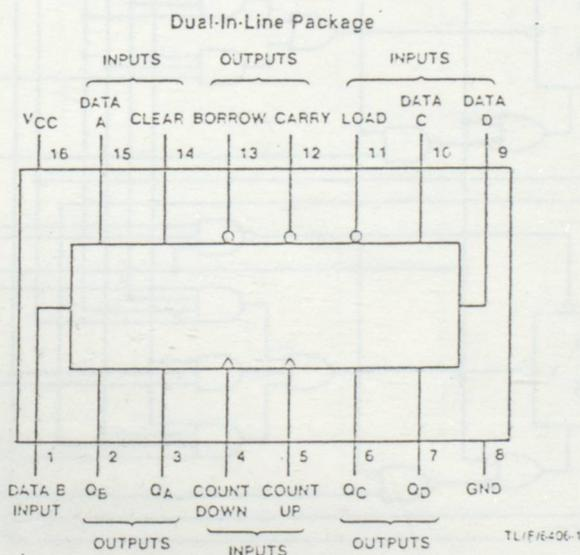 Dual-In-Line Package
INPUTS OUTPUTS INPUTS
DATA A CLEAR BORROW CARRY LOAD DATA C DATA D
VCC
16 15 14 13 12 11 10 9
1 2 3 4 5 6 7 8
DATA B INPUT QB QA COUNT DOWN COUNT UP QC QD GND
OUTPUTS INPUTS OUTPUTS
TL/F/6406-1